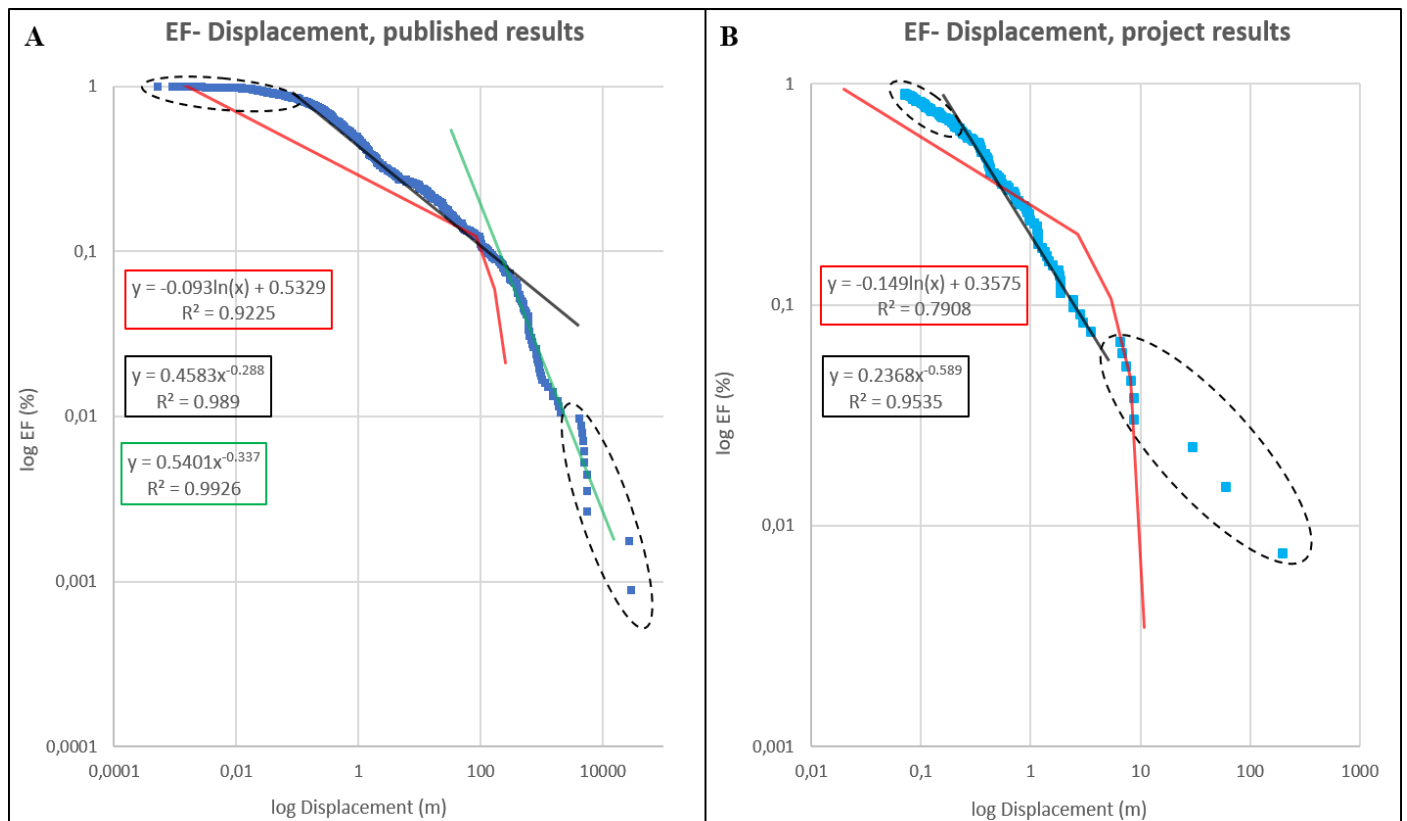 A
EF- Displacement, published results
1
0,1
0,01
0,001
0,0001
log EF (%)
y = -0.093ln(x) + 0.5329
R² = 0.9225
y = 0.4583x^-0.288
R² = 0.989
y = 0.5401x^-0.337
R² = 0.9926
0,0001
0,01
1
100
10000
log Displacement (m)
B
EF- Displacement, project results
1
0,1
0,01
0,001
log EF (%)
y = -0.149ln(x) + 0.3575
R² = 0.7908
y = 0.2368x^-0.589
R² = 0.9535
0,01
0,1
1
10
100
1000
log Displacement (m)